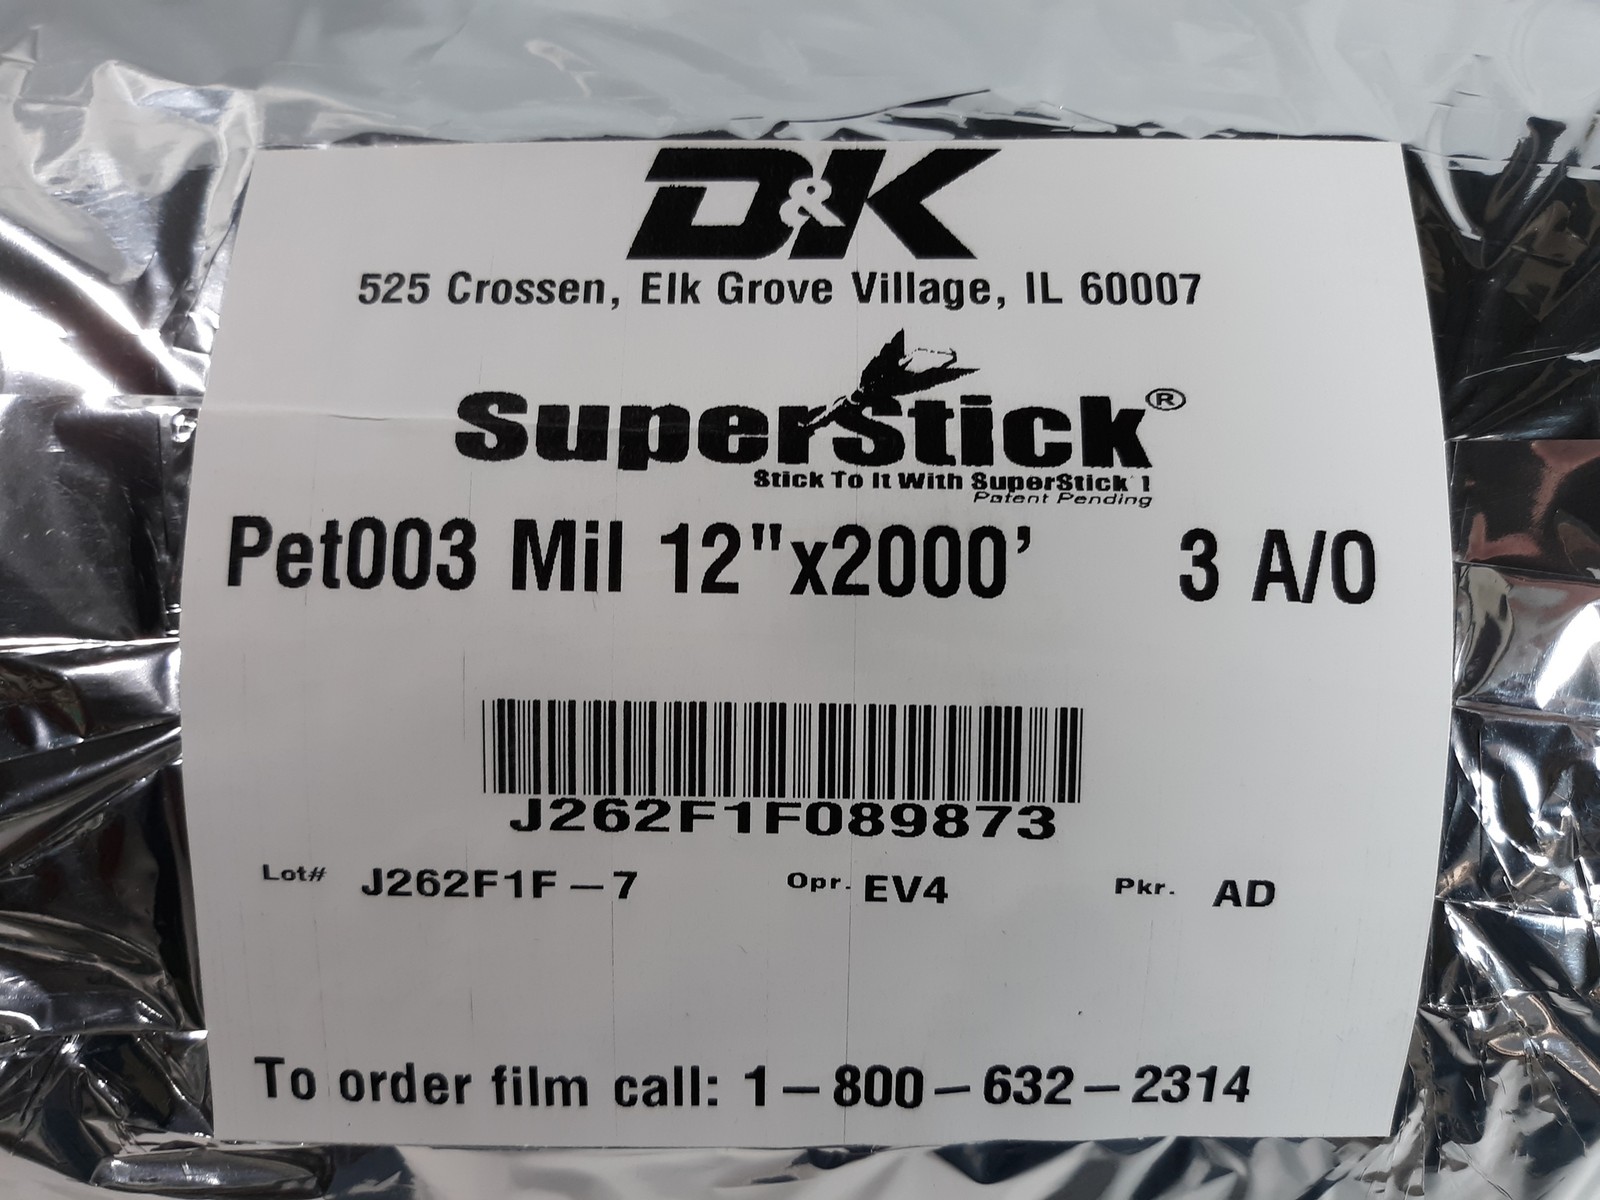 D&K
525 Crossen, Elk Grove Village, IL 60007
SuperStick®
Stick To It With SuperStick !
Patent Pending
Pet003 Mil 12"x2000' 3 A/O
J262F1F089873
Lot# J262F1F-7 Opr. EV4 Pkr. AD
To order film call: 1-800-632-2314